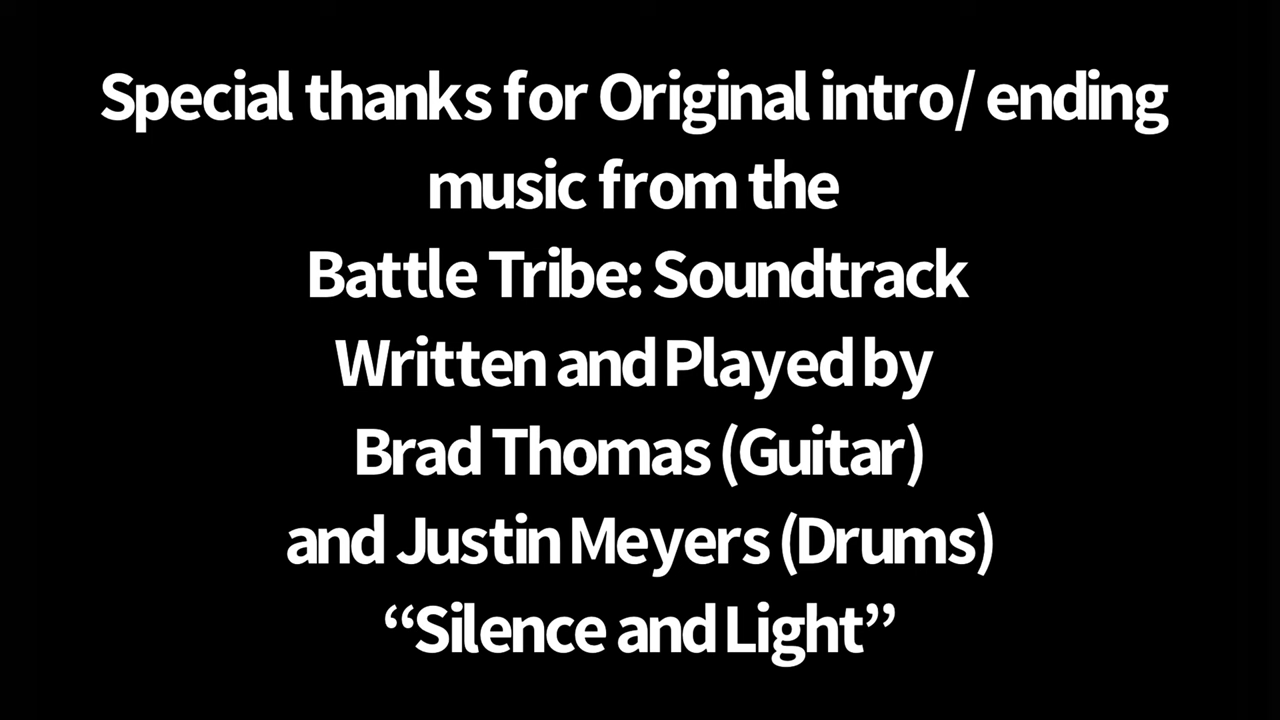 Special thanks for Original intro/ ending
music from the
Battle Tribe: Soundtrack
Written and Played by
Brad Thomas (Guitar)
and Justin Meyers (Drums)
“Silence and Light”